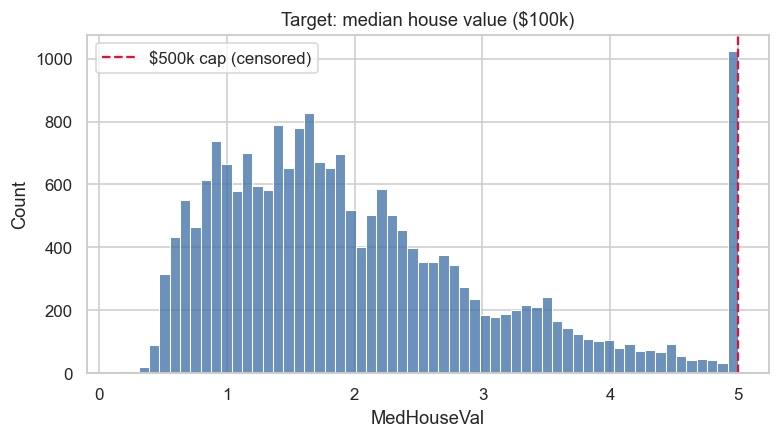 Target: median house value ($100k)
$500k cap (censored)
Count
1000
800
600
400
200
0
0 1 2 3 4 5
MedHouseVal